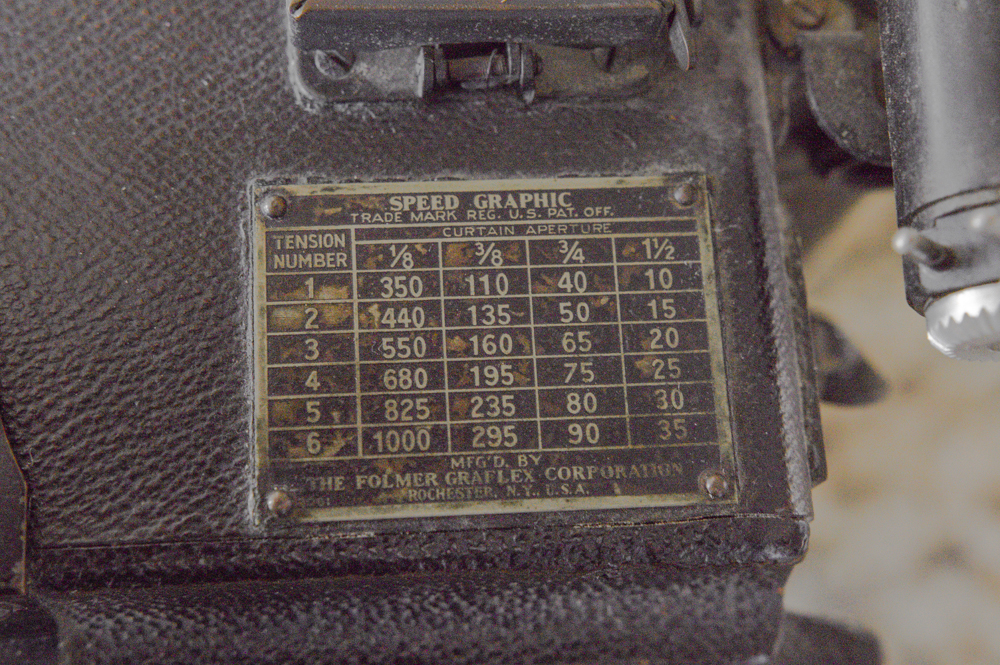 SPEED GRAPHIC
TRADE MARK REG. U.S. PAT. OFF.
CURTAIN APERTURE
TENSION NUMBER 1/8 3/8 3/4 1 1/2
1 350 110 40 10
2 440 135 50 15
3 550 160 65 20
4 680 195 75 25
5 825 235 80 30
6 1000 295 90 35
MFG'D. BY
THE FOLMER GRAFLEX CORPORATION
ROCHESTER, N.Y., U.S.A.